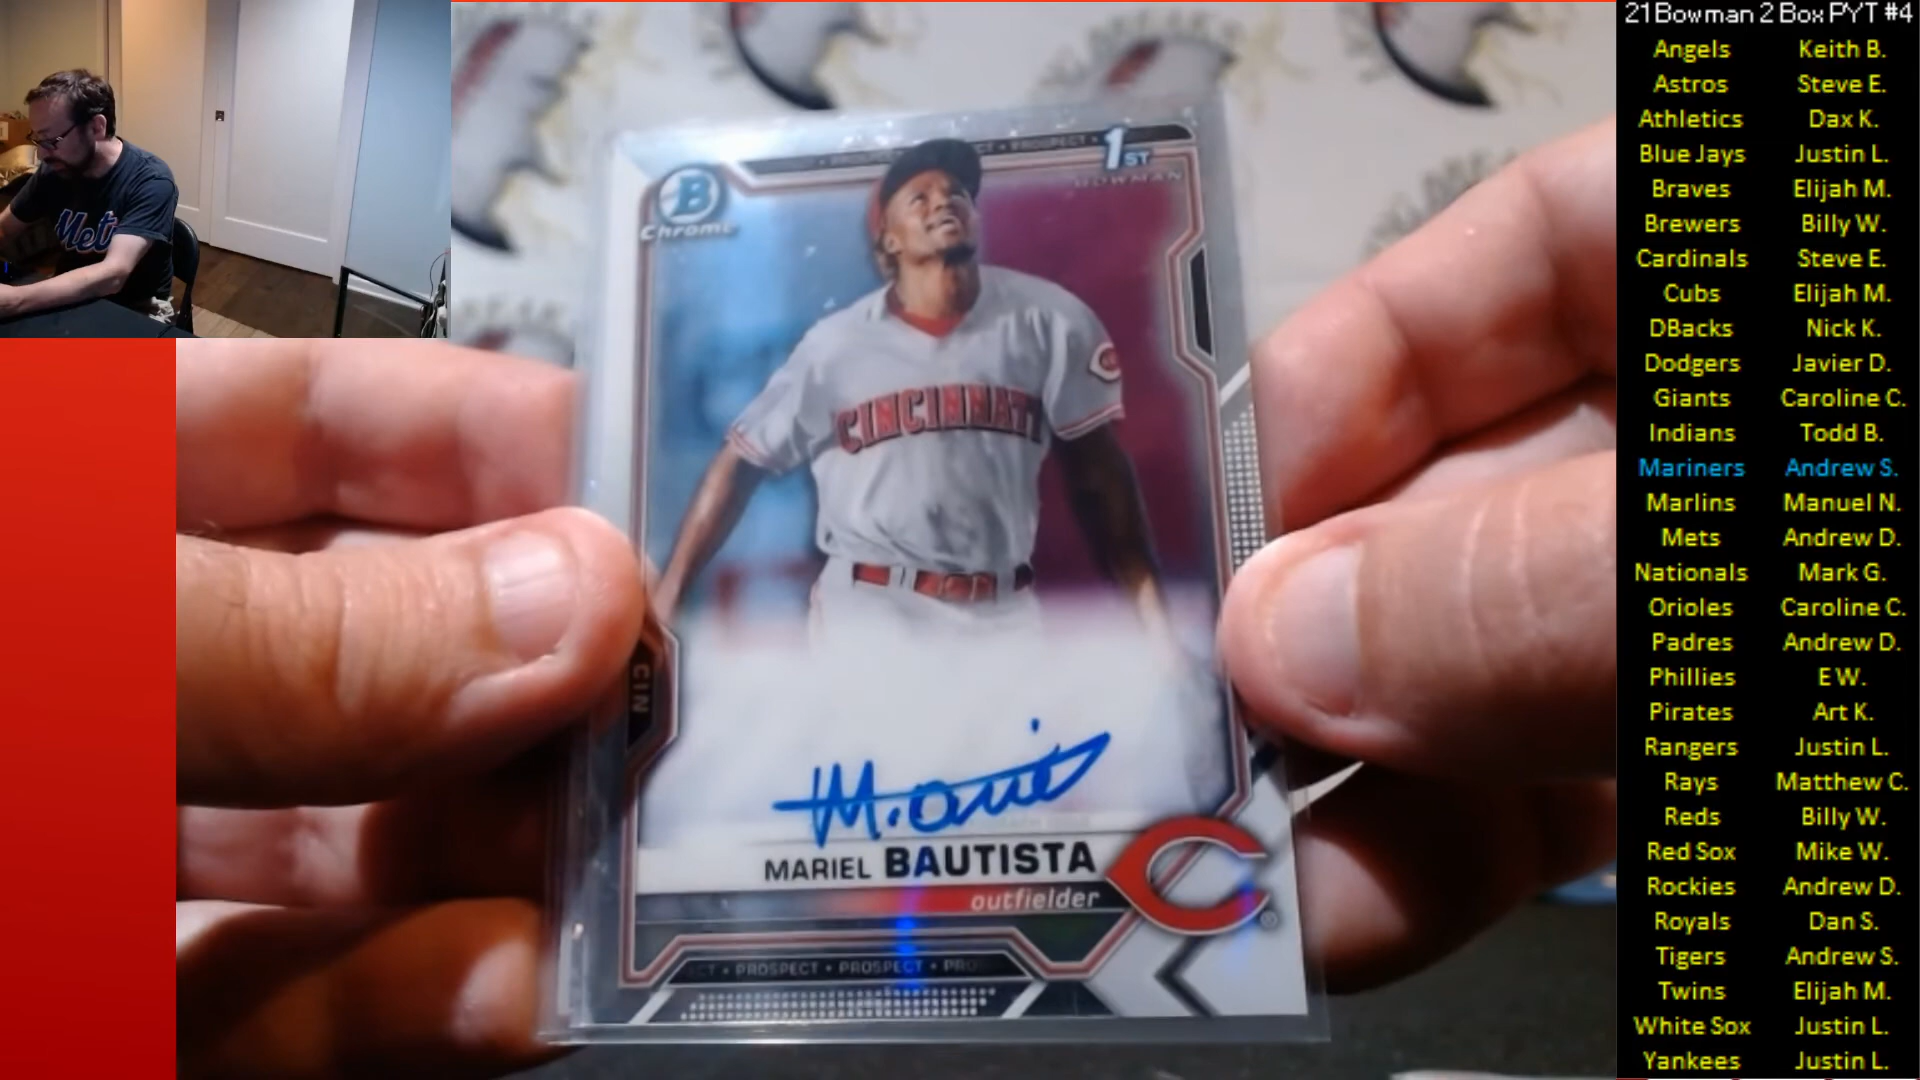 21 Bowman 2 Box PYT #4
Angels Keith B.
Astros Steve E.
Athletics Dax K.
Blue Jays Justin L.
Braves Elijah M.
Brewers Billy W.
Cardinals Steve E.
Cubs Elijah M.
DBacks Nick K.
Dodgers Javier D.
Giants Caroline C.
Indians Todd B.
Mariners Andrew S.
Marlins Manuel N.
Mets Andrew D.
Nationals Mark G.
Orioles Caroline C.
Padres Andrew D.
Phillies E W.
Pirates Art K.
Rangers Justin L.
Rays Matthew C.
Reds Billy W.
Red Sox Mike W.
Rockies Andrew D.
Royals Dan S.
Tigers Andrew S.
Twins Elijah M.
White Sox Justin L.
Yankees Justin L.
Met
PROSPECT • PROSPECT •
1ST
BOWMAN
B
Chrome
C
CINCINNATI
CIN
MARIEL BAUTISTA
outfielder
C ®
• PROSPECT • PROSPECT •